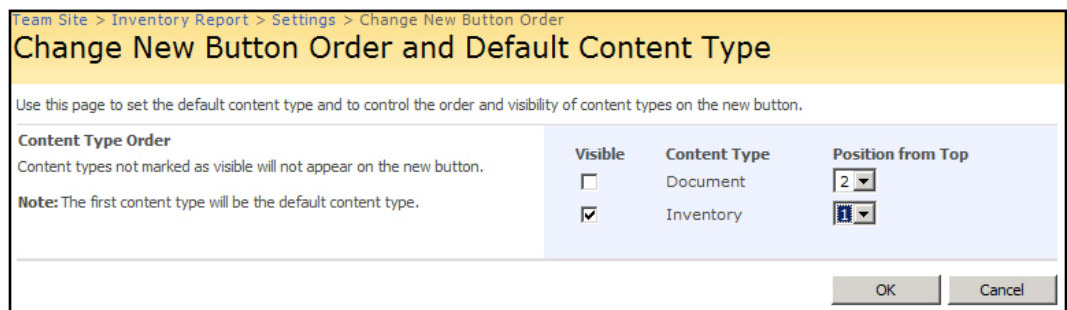 Team Site > Inventory Report > Settings > Change New Button Order
Change New Button Order and Default Content Type
Use this page to set the default content type and to control the order and visibility of content types on the new button.
Content Type Order
Content types not marked as visible will not appear on the new button.
Note: The first content type will be the default content type.
Visible Content Type Position from Top
Document 2
Inventory 1
OK Cancel